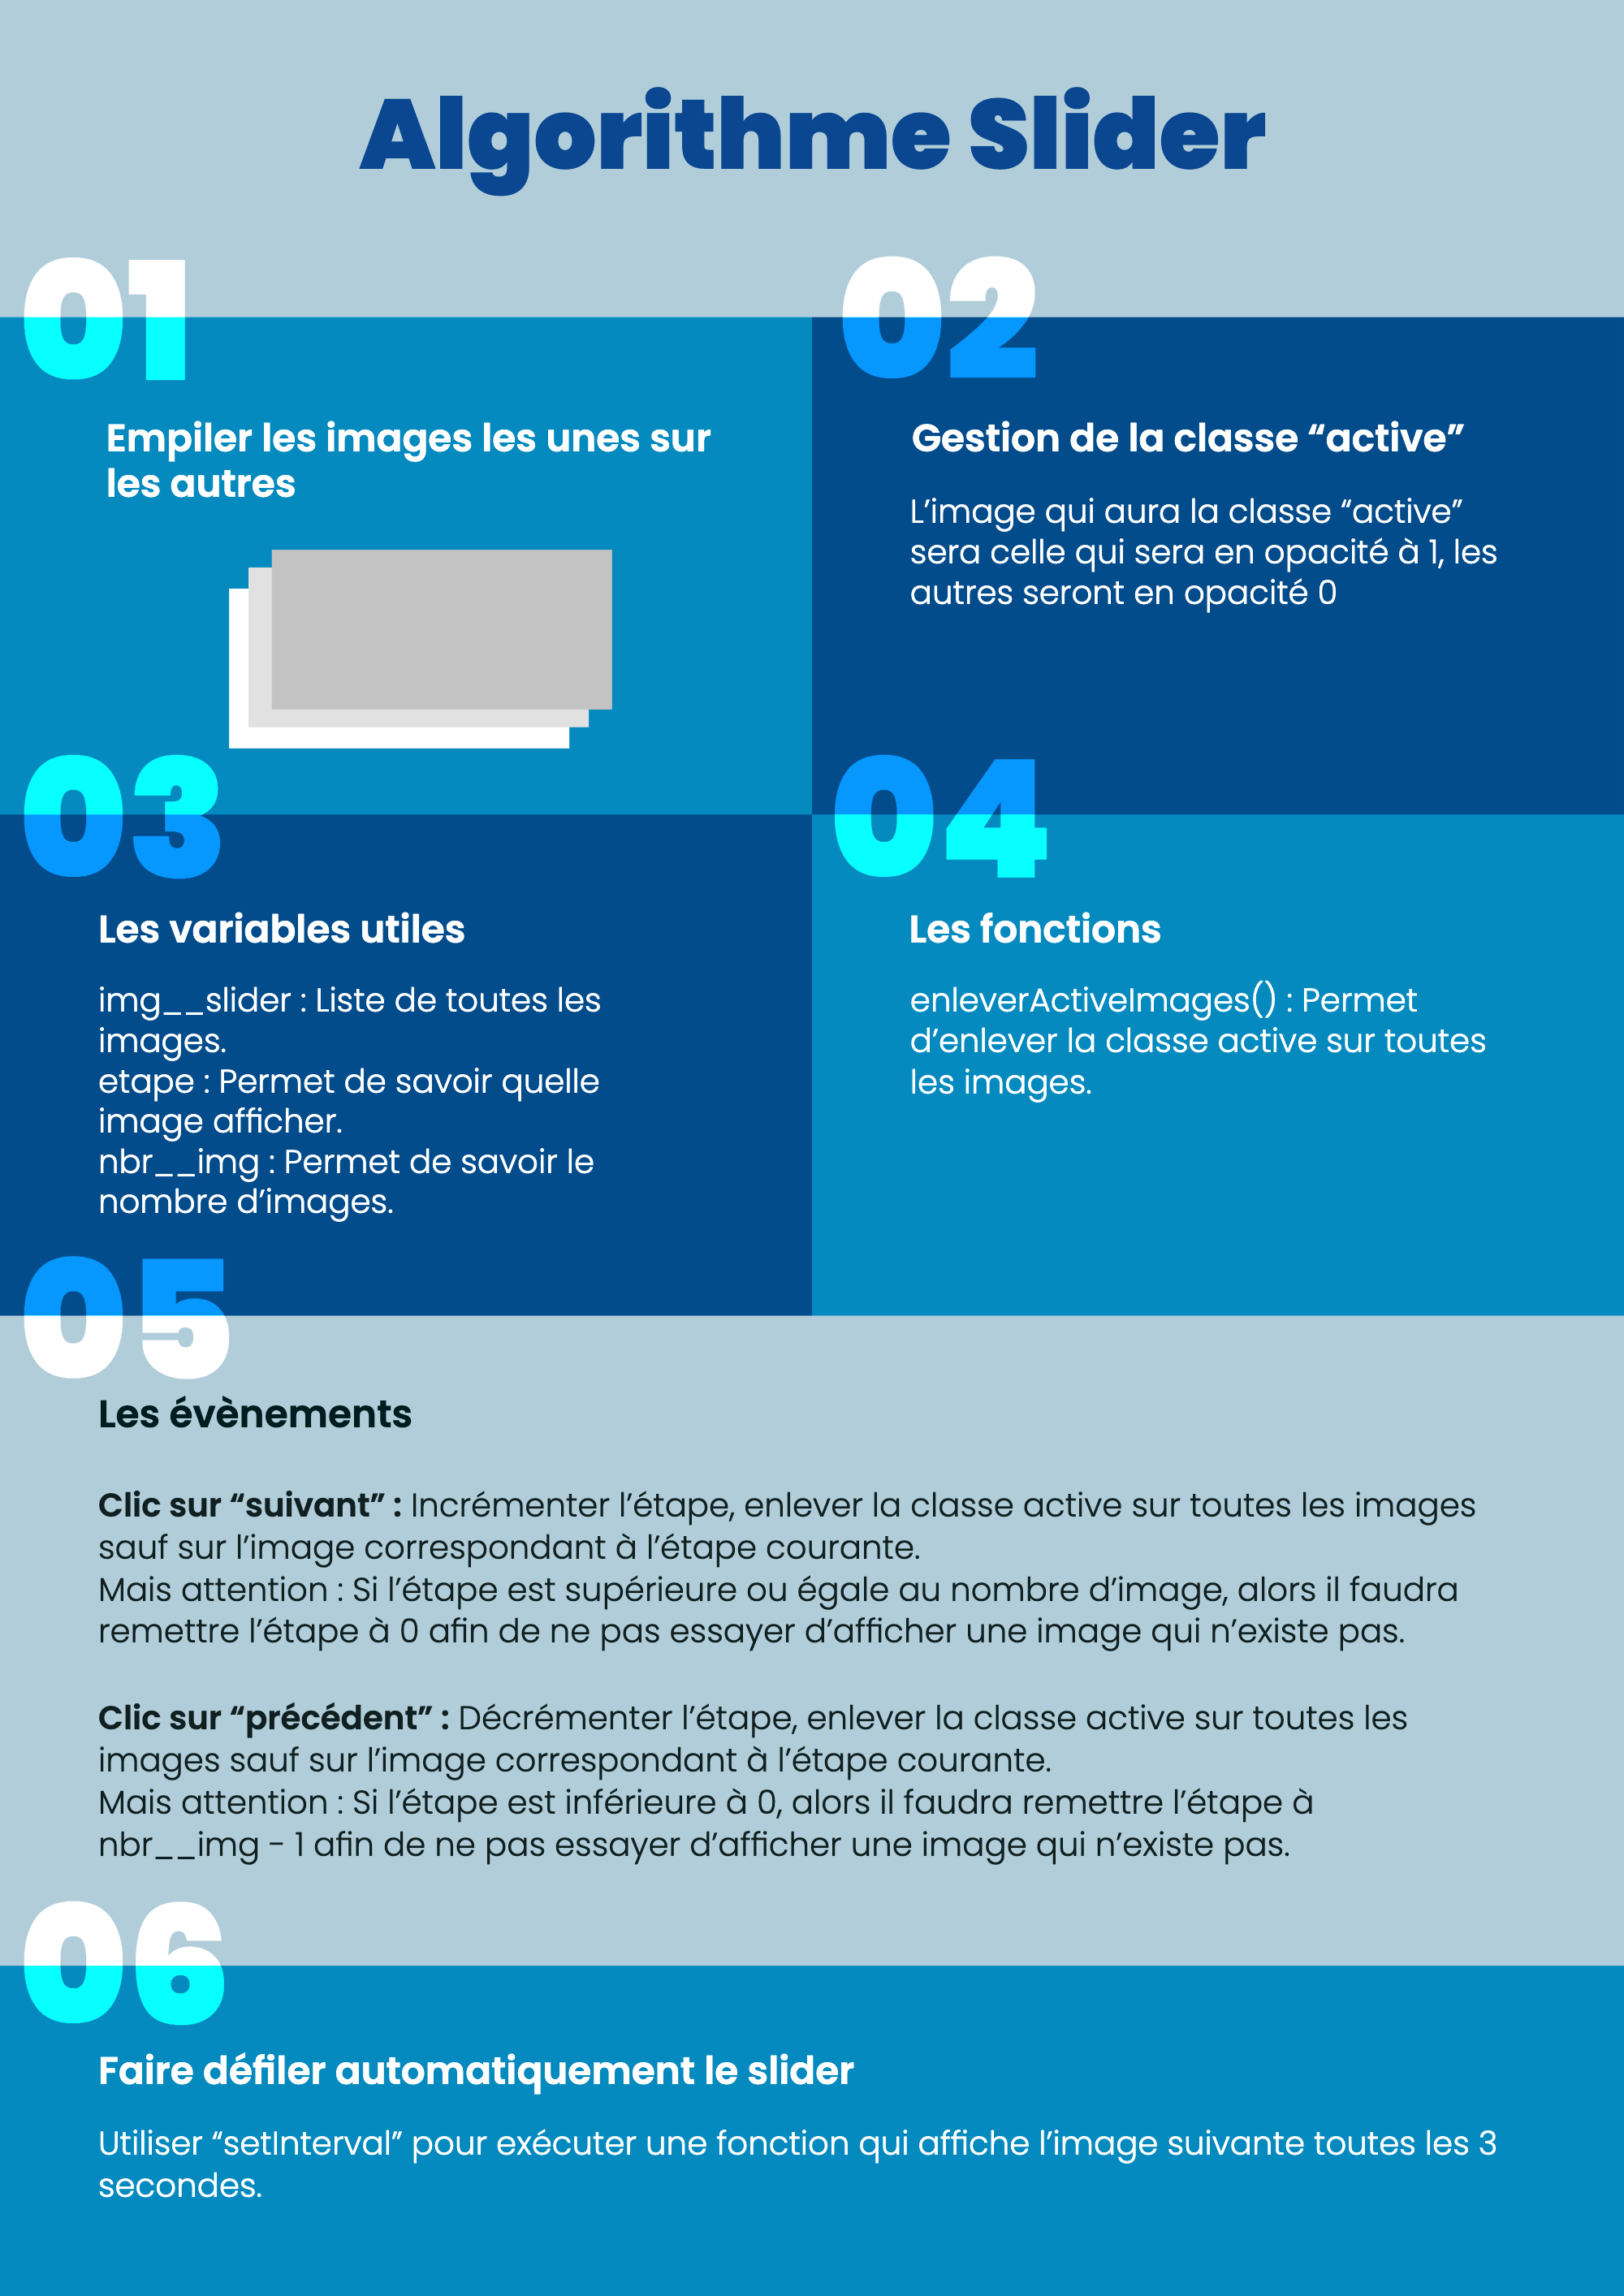 Algorithme Slider
01
Empiler les images les unes sur
les autres
02
Gestion de la classe “active”
L’image qui aura la classe “active”
sera celle qui sera en opacité à 1, les
autres seront en opacité 0
03
Les variables utiles
img__slider : Liste de toutes les
images.
etape : Permet de savoir quelle
image afficher.
nbr__img : Permet de savoir le
nombre d’images.
04
Les fonctions
enleverActiveImages() : Permet
d’enlever la classe active sur toutes
les images.
05
Les évènements
Clic sur “suivant” : Incrémenter l’étape, enlever la classe active sur toutes les images
sauf sur l’image correspondant à l’étape courante.
Mais attention : Si l’étape est supérieure ou égale au nombre d’image, alors il faudra
remettre l’étape à 0 afin de ne pas essayer d’afficher une image qui n’existe pas.
Clic sur “précédent” : Décrémenter l’étape, enlever la classe active sur toutes les
images sauf sur l’image correspondant à l’étape courante.
Mais attention : Si l’étape est inférieure à 0, alors il faudra remettre l’étape à
nbr__img - 1 afin de ne pas essayer d’afficher une image qui n’existe pas.
06
Faire défiler automatiquement le slider
Utiliser “setInterval” pour exécuter une fonction qui affiche l’image suivante toutes les 3
secondes.